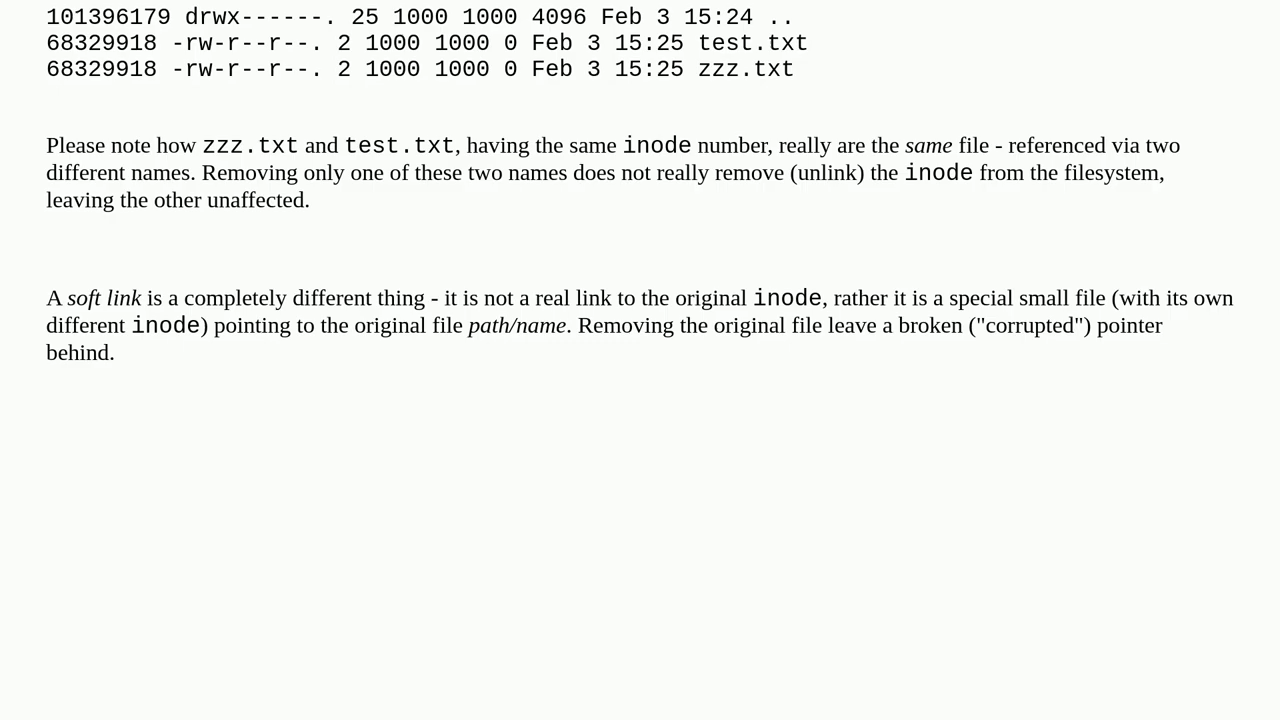 101396179 drwx------. 25 1000 1000 4096 Feb 3 15:24 ..
68329918 -rw-r--r--. 2 1000 1000 0 Feb 3 15:25 test.txt
68329918 -rw-r--r--. 2 1000 1000 0 Feb 3 15:25 zzz.txt
Please note how zzz.txt and test.txt, having the same inode number, really are the same file - referenced via two
different names. Removing only one of these two names does not really remove (unlink) the inode from the filesystem,
leaving the other unaffected.
A soft link is a completely different thing - it is not a real link to the original inode, rather it is a special small file (with its own
different inode) pointing to the original file path/name. Removing the original file leave a broken ("corrupted") pointer
behind.